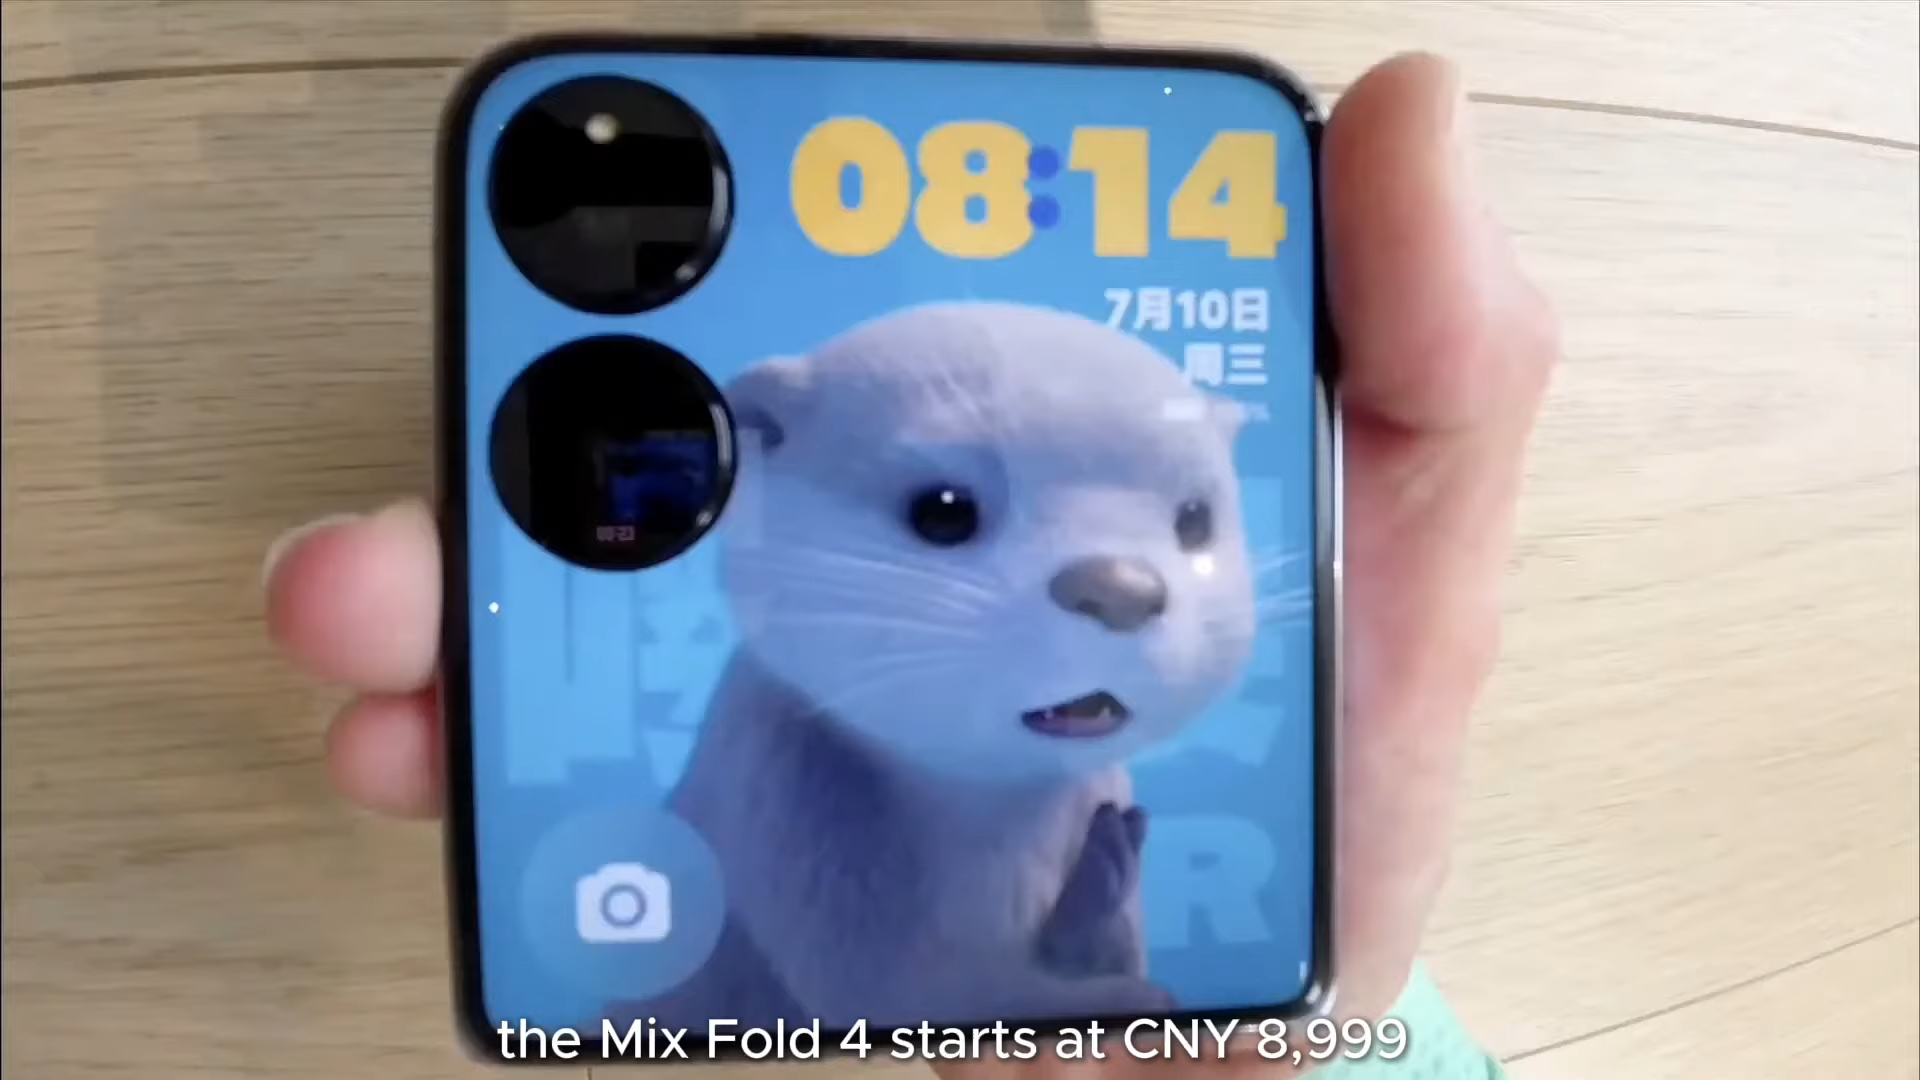 08:14
7月10日
周三
R
the Mix Fold 4 starts at CNY 8,999